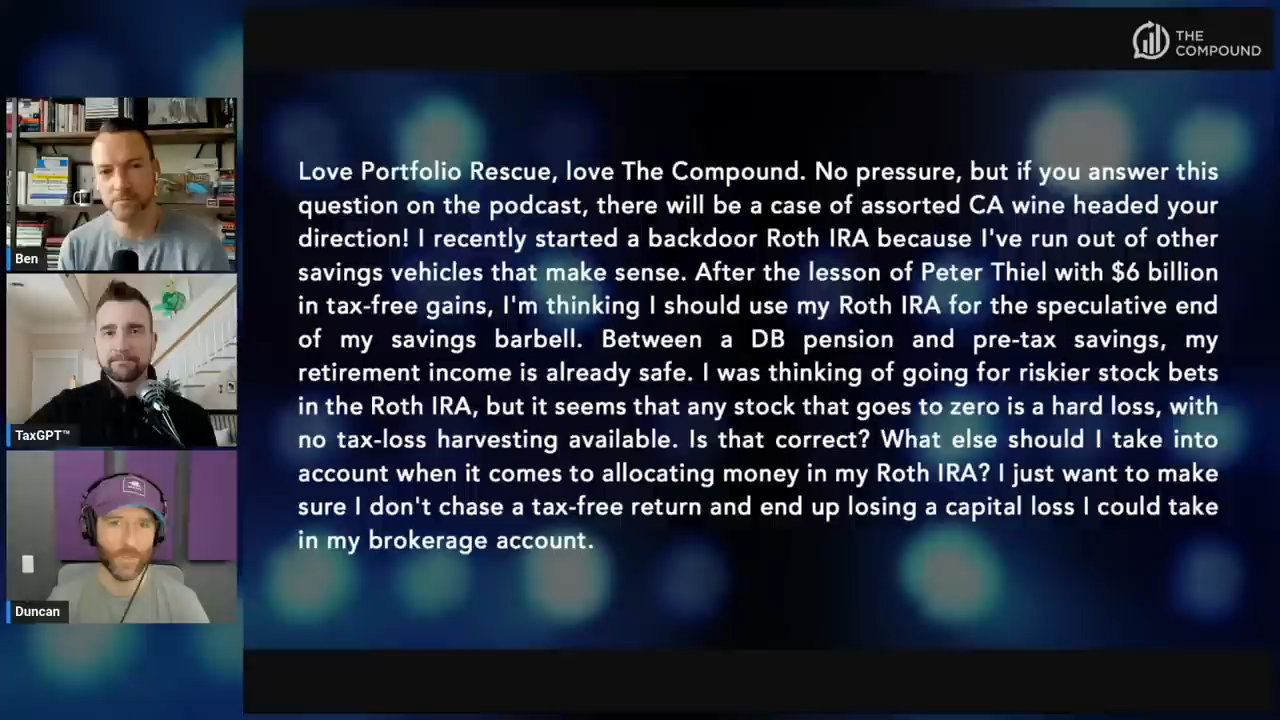 THE
COMPOUND
Love Portfolio Rescue, love The Compound. No pressure, but if you answer this
question on the podcast, there will be a case of assorted CA wine headed your
direction! I recently started a backdoor Roth IRA because I've run out of other
savings vehicles that make sense. After the lesson of Peter Thiel with $6 billion
in tax-free gains, I'm thinking I should use my Roth IRA for the speculative end
of my savings barbell. Between a DB pension and pre-tax savings, my
retirement income is already safe. I was thinking of going for riskier stock bets
in the Roth IRA, but it seems that any stock that goes to zero is a hard loss, with
no tax-loss harvesting available. Is that correct? What else should I take into
account when it comes to allocating money in my Roth IRA? I just want to make
sure I don't chase a tax-free return and end up losing a capital loss I could take
in my brokerage account.
Ben
TaxGPT™
Duncan